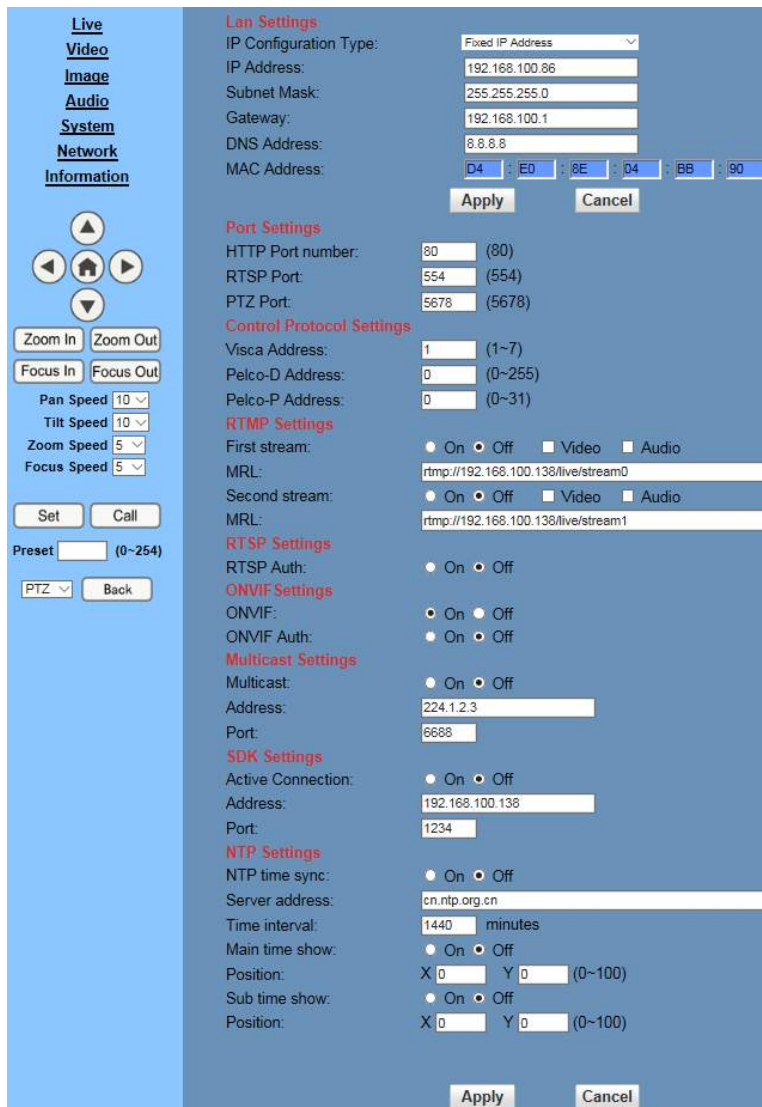 Live
Video
Image
Audio
System
Network
Information
Zoom In Zoom Out
Focus In Focus Out
Pan Speed 10
Tilt Speed 10
Zoom Speed 5
Focus Speed 5
Set Call
Preset (0~254)
PTZ Back
Lan Settings
IP Configuration Type: Fixed IP Address
IP Address: 192.168.100.86
Subnet Mask: 255.255.255.0
Gateway: 192.168.100.1
DNS Address: 8.8.8.8
MAC Address: D4 : E0 : 8E : 04 : BB : 90
Apply Cancel
Port Settings
HTTP Port number: 80 (80)
RTSP Port: 554 (554)
PTZ Port: 5678 (5678)
Control Protocol Settings
Visca Address: 1 (1~7)
Pelco-D Address: 0 (0~255)
Pelco-P Address: 0 (0~31)
RTMP Settings
First stream: On Off Video Audio
MRL: rtmp://192.168.100.138/live/stream0
Second stream: On Off Video Audio
MRL: rtmp://192.168.100.138/live/stream1
RTSP Settings
RTSP Auth: On Off
ONVIFSettings
ONVIF: On Off
ONVIF Auth: On Off
Multicast Settings
Multicast: On Off
Address: 224.1.2.3
Port: 6688
SDK Settings
Active Connection: On Off
Address: 192.168.100.138
Port: 1234
NTP Settings
NTP time sync: On Off
Server address: cn.ntp.org.cn
Time interval: 1440 minutes
Main time show: On Off
Position: X 0 Y 0 (0~100)
Sub time show: On Off
Position: X 0 Y 0 (0~100)
Apply Cancel